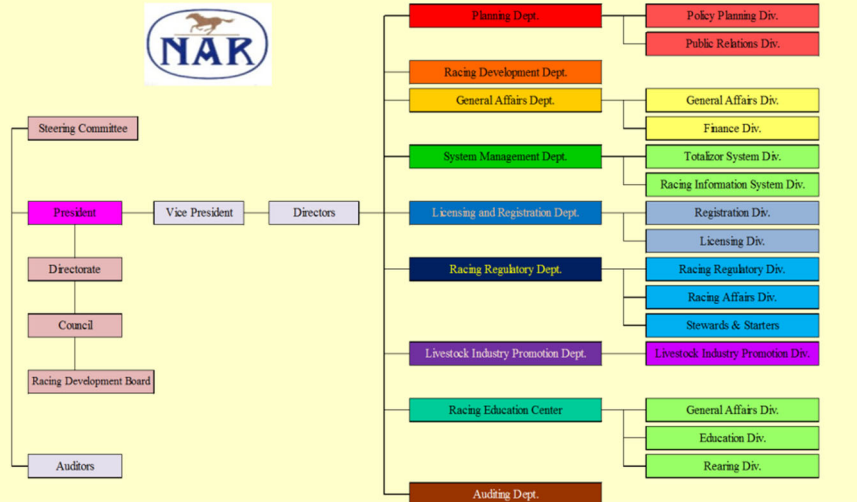 NAR
Steering Committee
President
Vice President
Directors
Directorate
Council
Racing Development Board
Auditors
Planning Dept.
Policy Planning Div.
Public Relations Div.
Racing Development Dept.
General Affairs Dept.
General Affairs Div.
Finance Div.
System Management Dept.
Totalizor System Div.
Racing Information System Div.
Licensing and Registration Dept.
Registration Div.
Licensing Div.
Racing Regulatory Dept.
Racing Regulatory Div.
Racing Affairs Div.
Stewards & Starters
Livestock Industry Promotion Dept.
Livestock Industry Promotion Div.
Racing Education Center
General Affairs Div.
Education Div.
Rearing Div.
Auditing Dept.